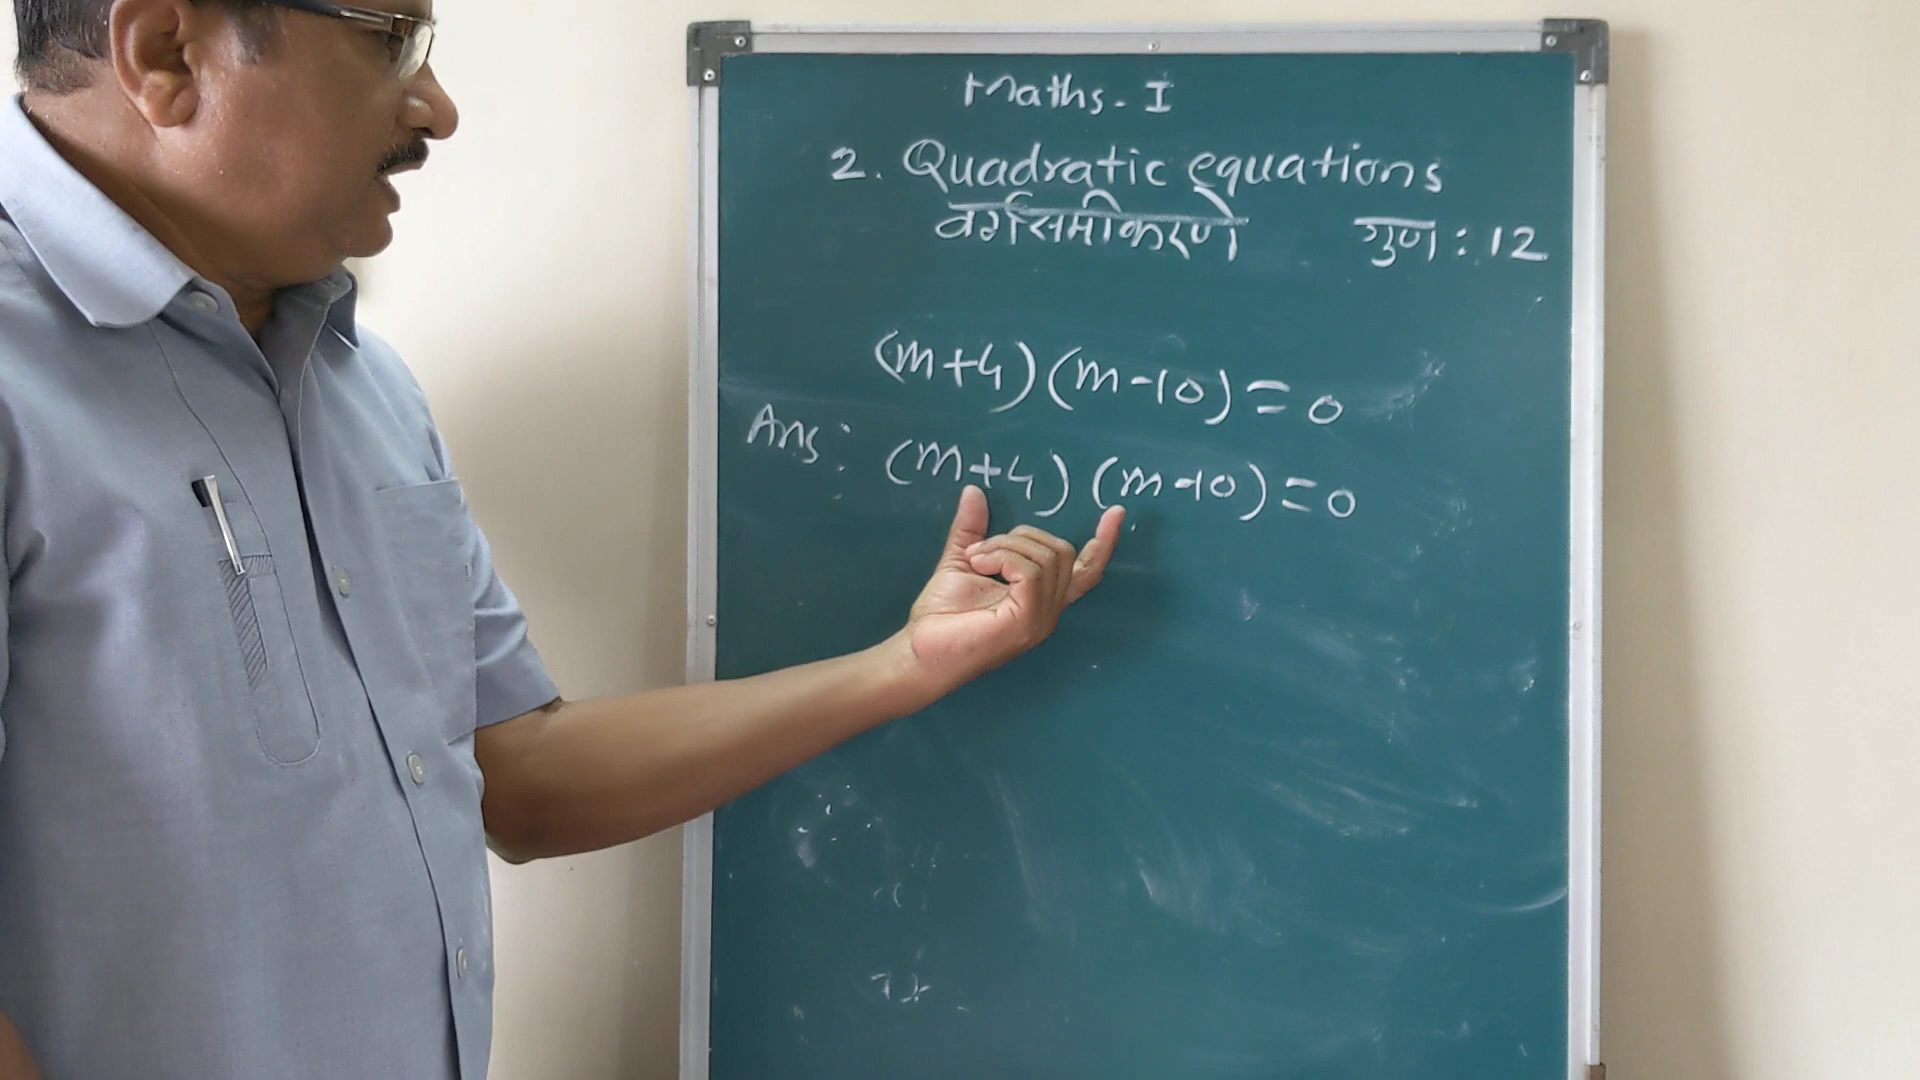 Maths-I
2. Quadratic equations
वर्गसमीकरणे गुण : 12
(m+4)(m-10)=0
Ans: (m+4)(m-10)=0